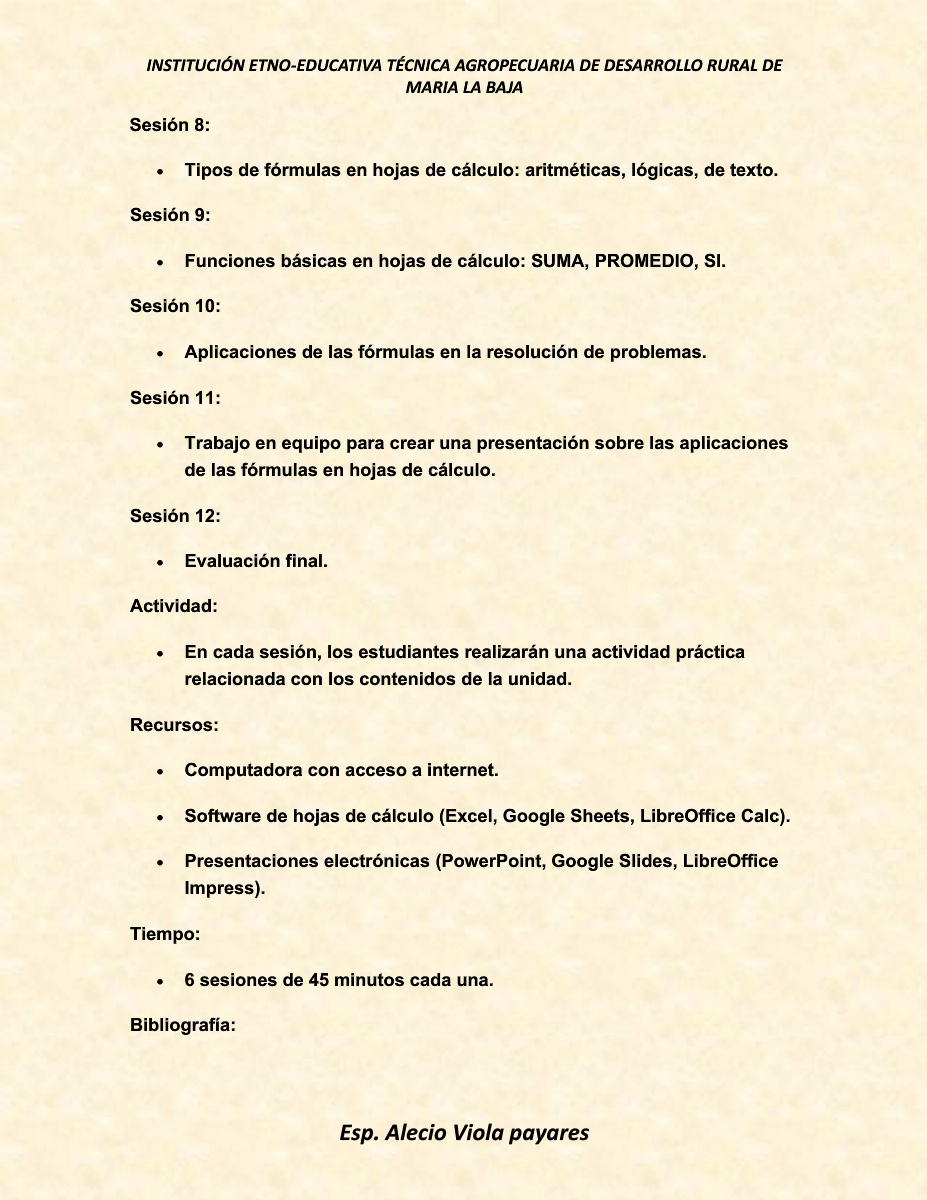 INSTITUCIÓN ETNO-EDUCATIVA TÉCNICA AGROPECUARIA DE DESARROLLO RURAL DE
MARIA LA BAJA
Sesión 8:
• Tipos de fórmulas en hojas de cálculo: aritméticas, lógicas, de texto.
Sesión 9:
• Funciones básicas en hojas de cálculo: SUMA, PROMEDIO, SI.
Sesión 10:
• Aplicaciones de las fórmulas en la resolución de problemas.
Sesión 11:
• Trabajo en equipo para crear una presentación sobre las aplicaciones
de las fórmulas en hojas de cálculo.
Sesión 12:
• Evaluación final.
Actividad:
• En cada sesión, los estudiantes realizarán una actividad práctica
relacionada con los contenidos de la unidad.
Recursos:
• Computadora con acceso a internet.
• Software de hojas de cálculo (Excel, Google Sheets, LibreOffice Calc).
• Presentaciones electrónicas (PowerPoint, Google Slides, LibreOffice
Impress).
Tiempo:
• 6 sesiones de 45 minutos cada una.
Bibliografía:
Esp. Alecio Viola payares